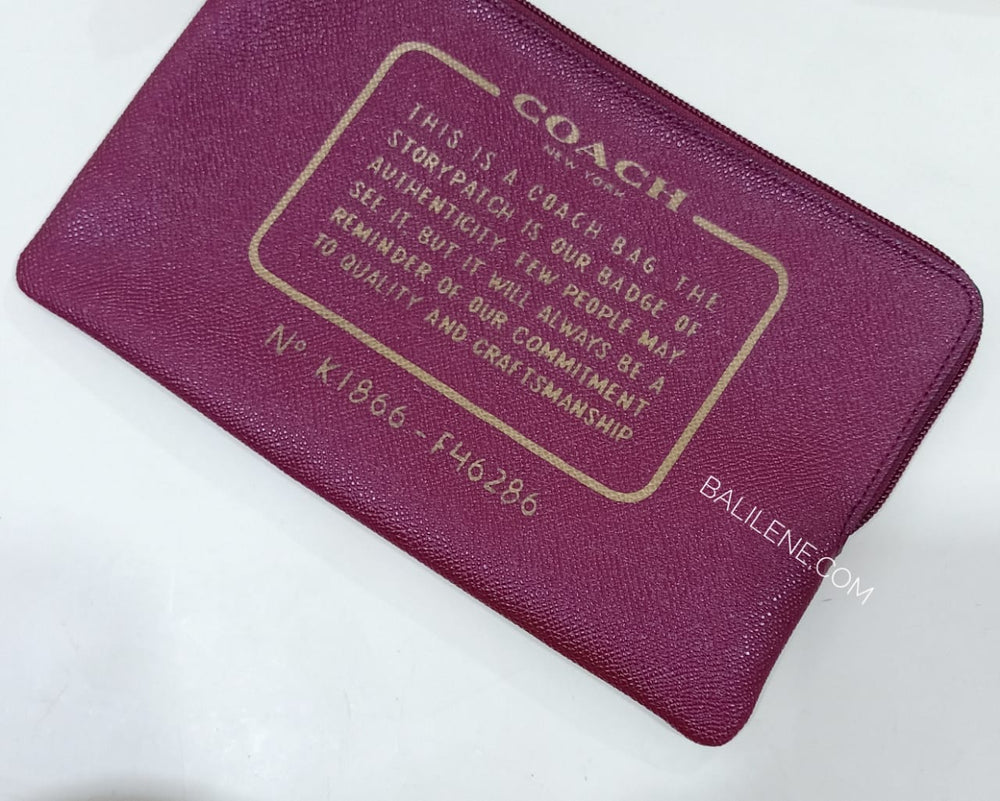 COACH
NEW YORK
THIS IS A COACH BAG. THE
STORYPATCH IS OUR BADGE OF
AUTHENTICITY. FEW PEOPLE MAY
SEE IT. BUT IT WILL ALWAYS BE A
REMINDER OF OUR COMMITMENT
TO QUALITY AND CRAFTSMANSHIP.
Nº K1866-F46286
BALILENE.COM